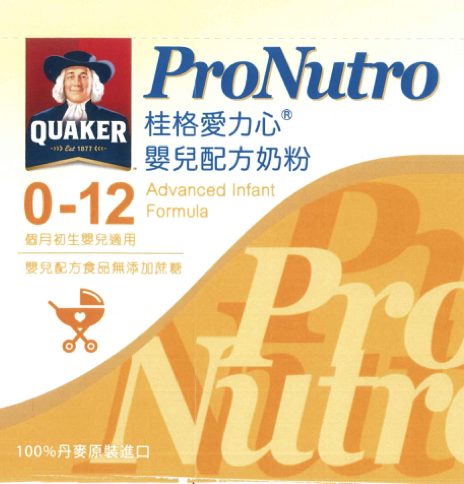 ProNutro
QUAKER
Est 1877
桂格愛力心®
嬰兒配方奶粉
0-12
Advanced Infant
Formula
個月初生嬰兒適用
嬰兒配方食品無添加蔗糖
Pro
Nutro
100%丹麥原裝進口